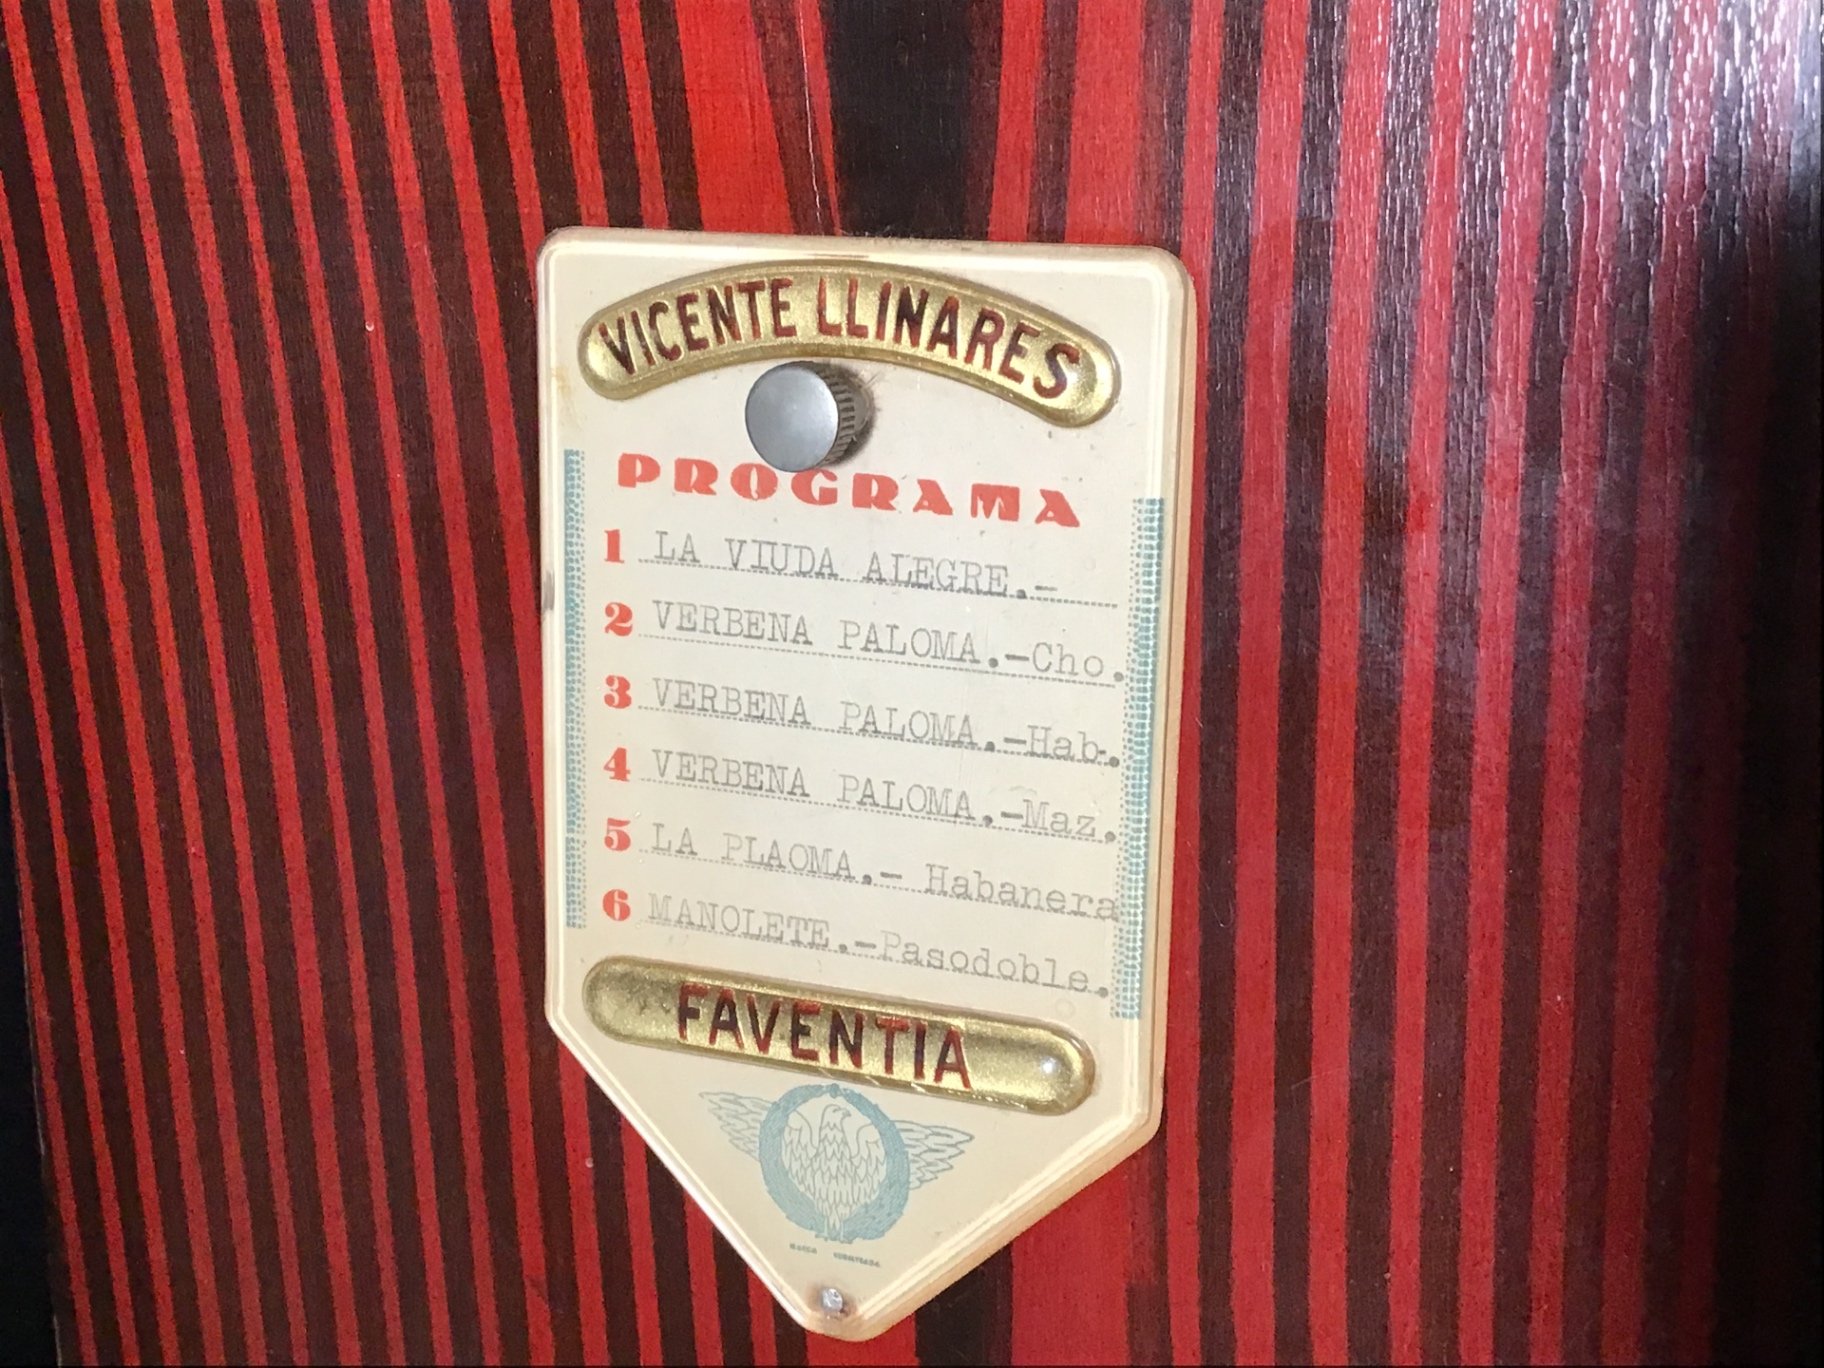 VICENTE LLINARES
PROGRAMA
1 LA VIUDA ALEGRE.-
2 VERBENA PALOMA.-Cho.
3 VERBENA PALOMA.-Hab.
4 VERBENA PALOMA.-Maz.
5 LA PLAOMA.- Habanera
6 MANOLETE.-Pasodoble.
FAVENTIA